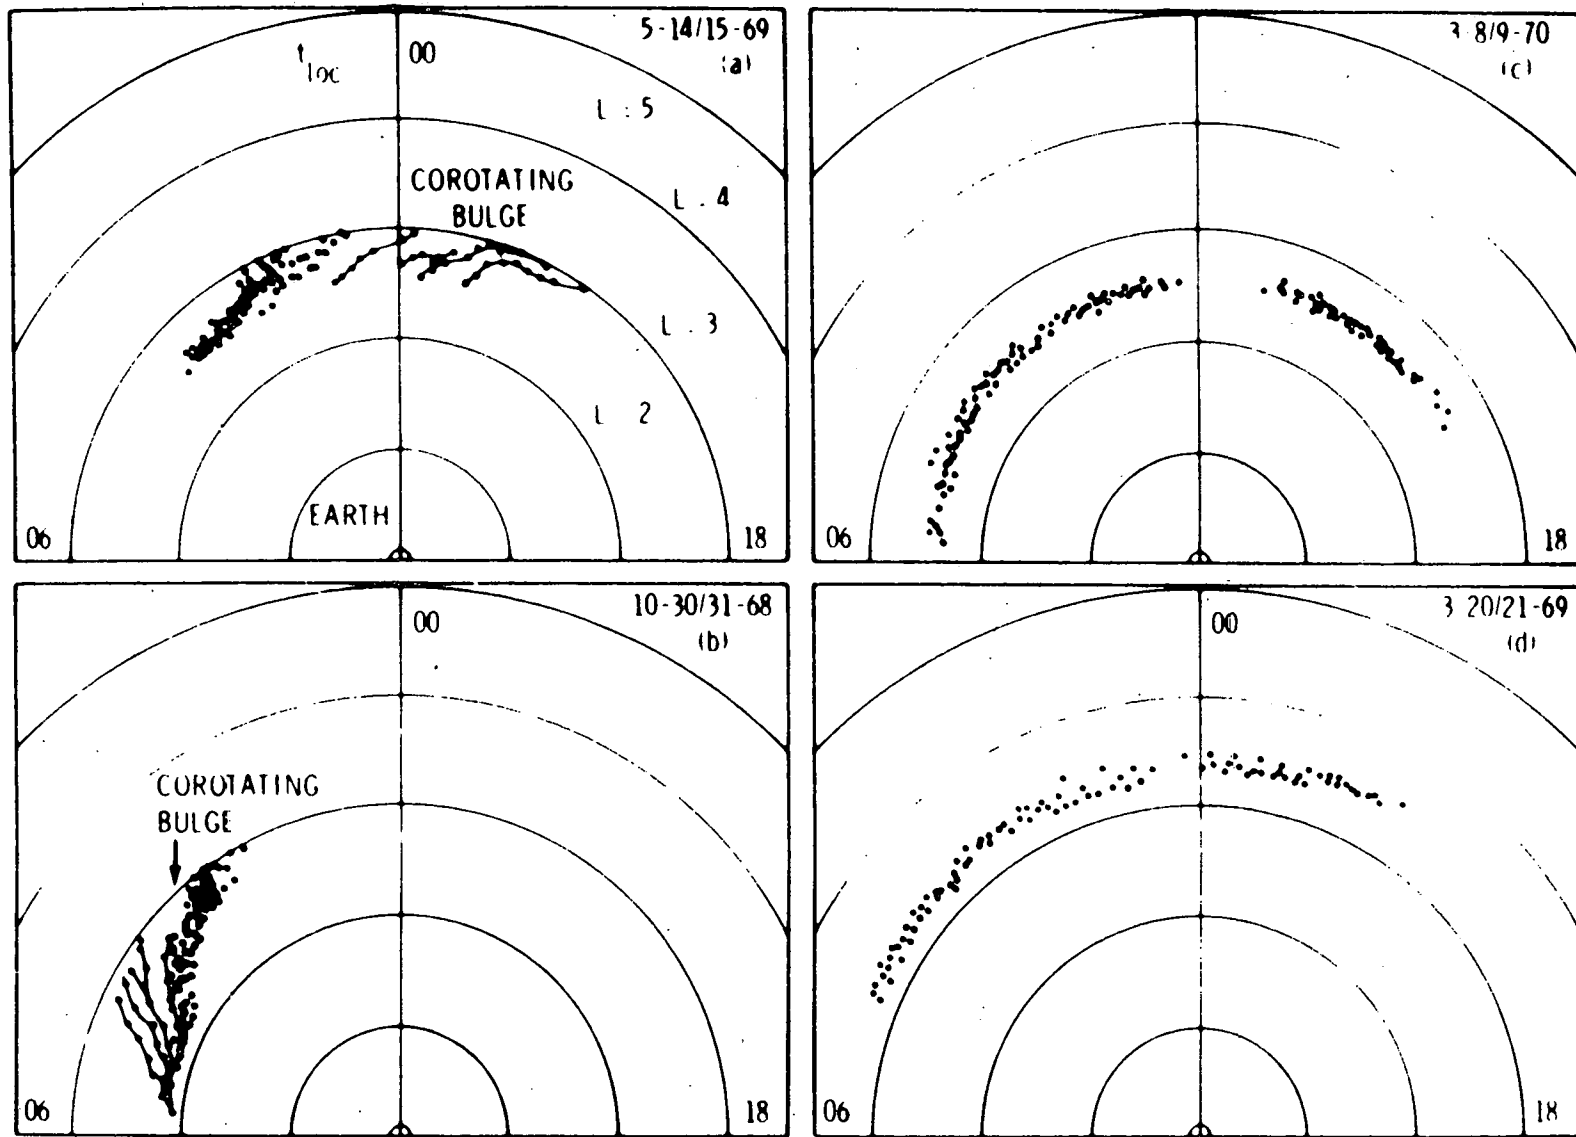 5-14/15-69
(a)
t loc
00
L : 5
COROTATING
BULGE
L . 4
L . 3
L 2
EARTH
06
18
3 8/9-70
(c)
06
18
10-30/31-68
(b)
00
COROTATING
BULGE
06
18
3 20/21-69
(d)
00
06
18